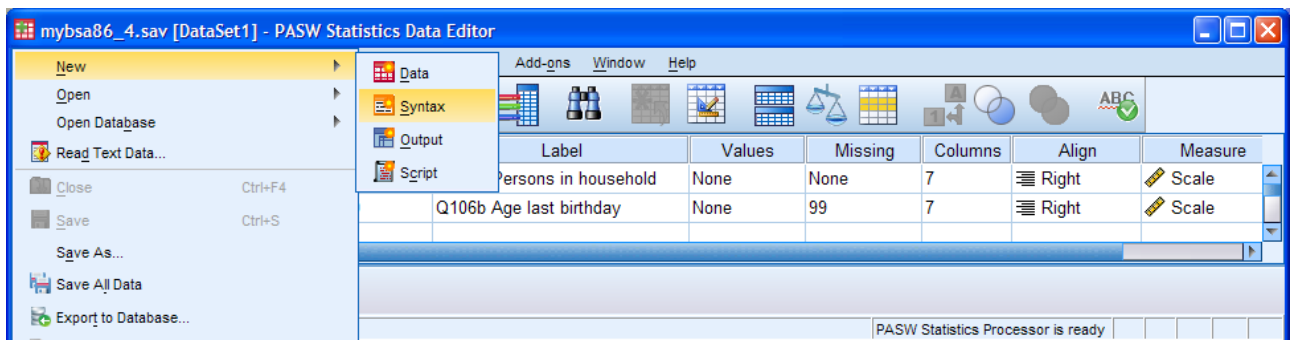 mybsa86_4.sav [DataSet1] - PASW Statistics Data Editor
Add-ons Window Help
New
Open
Open Database
Read Text Data...
Close Ctrl+F4
Save Ctrl+S
Save As...
Save All Data
Export to Database...
Data
Syntax
Output
Script
A
1
ABC
Label Values Missing Columns Align Measure
Persons in household None None 7 Right Scale
Q106b Age last birthday None 99 7 Right Scale
PASW Statistics Processor is ready